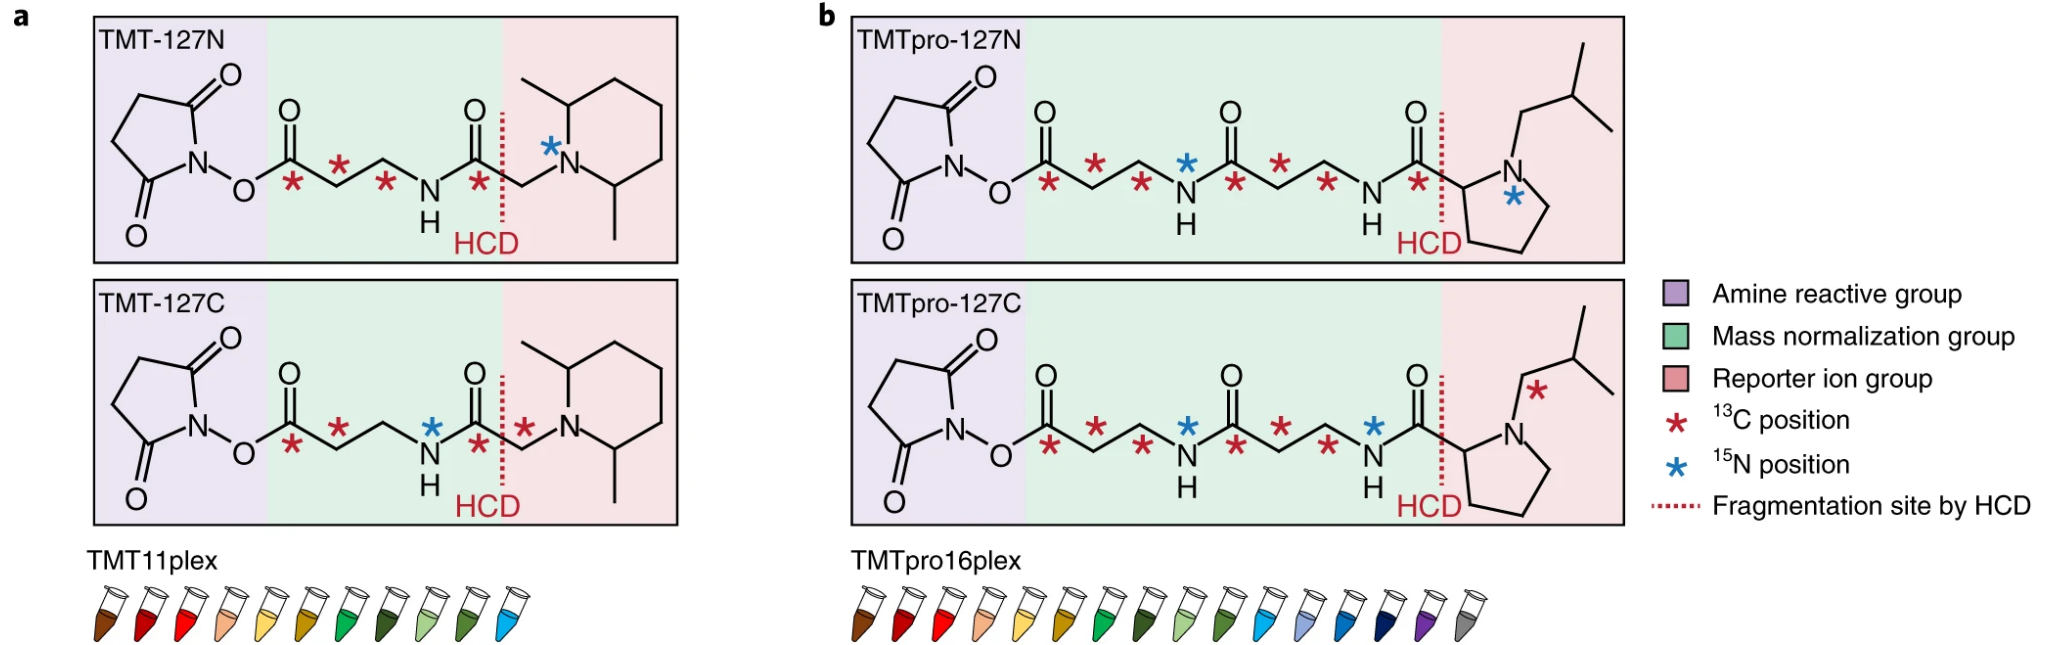 a
TMT-127N
O
O
O
N
N
O
N
H
O
HCD
TMT-127C
O
O
O
N
N
O
N
H
O
HCD
TMT11plex
b
TMTpro-127N
O
O
O
O
N
N
O
N
N
H
H
O
HCD
TMTpro-127C
O
O
O
O
N
N
O
N
N
H
H
O
HCD
TMTpro16plex
Amine reactive group
Mass normalization group
Reporter ion group
13C position
15N position
Fragmentation site by HCD